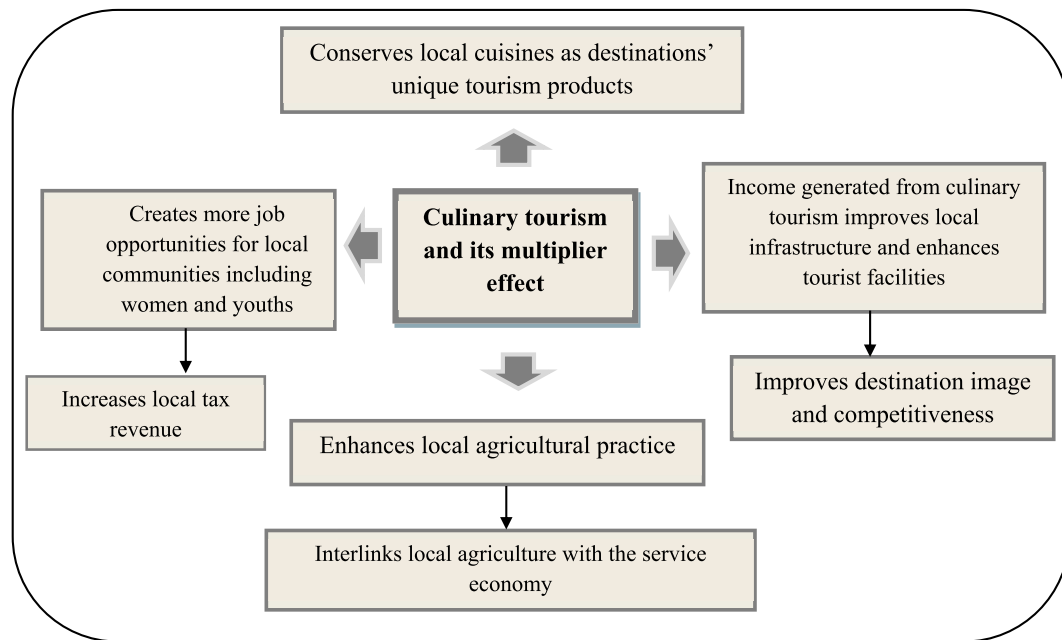 Conserves local cuisines as destinations’
unique tourism products
Creates more job
opportunities for local
communities including
women and youths
Culinary tourism
and its multiplier
effect
Income generated from culinary
tourism improves local
infrastructure and enhances
tourist facilities
Increases local tax
revenue
Improves destination image
and competitiveness
Enhances local agricultural practice
Interlinks local agriculture with the service
economy